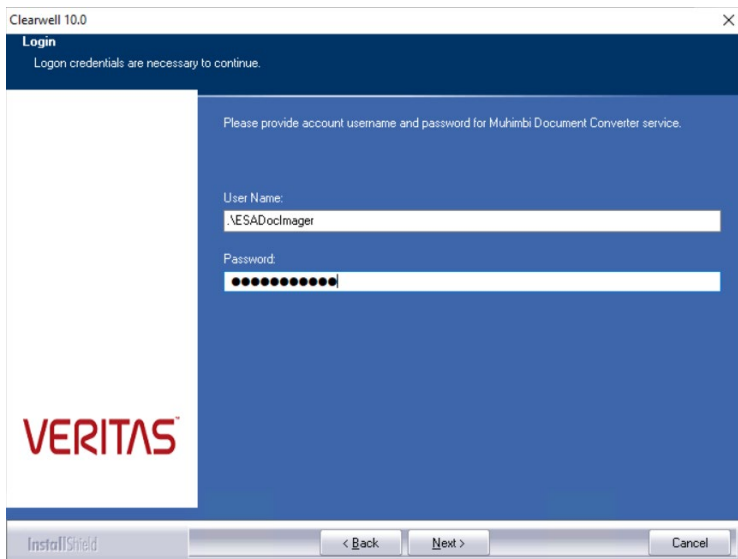 Clearwell 10.0
Login
Logon credentials are necessary to continue.
Please provide account username and password for Muhimbi Document Converter service.
User Name:
.\ESADocImager
Password:
●●●●●●●●●●●
VERITAS™
InstallShield
< Back
Next >
Cancel